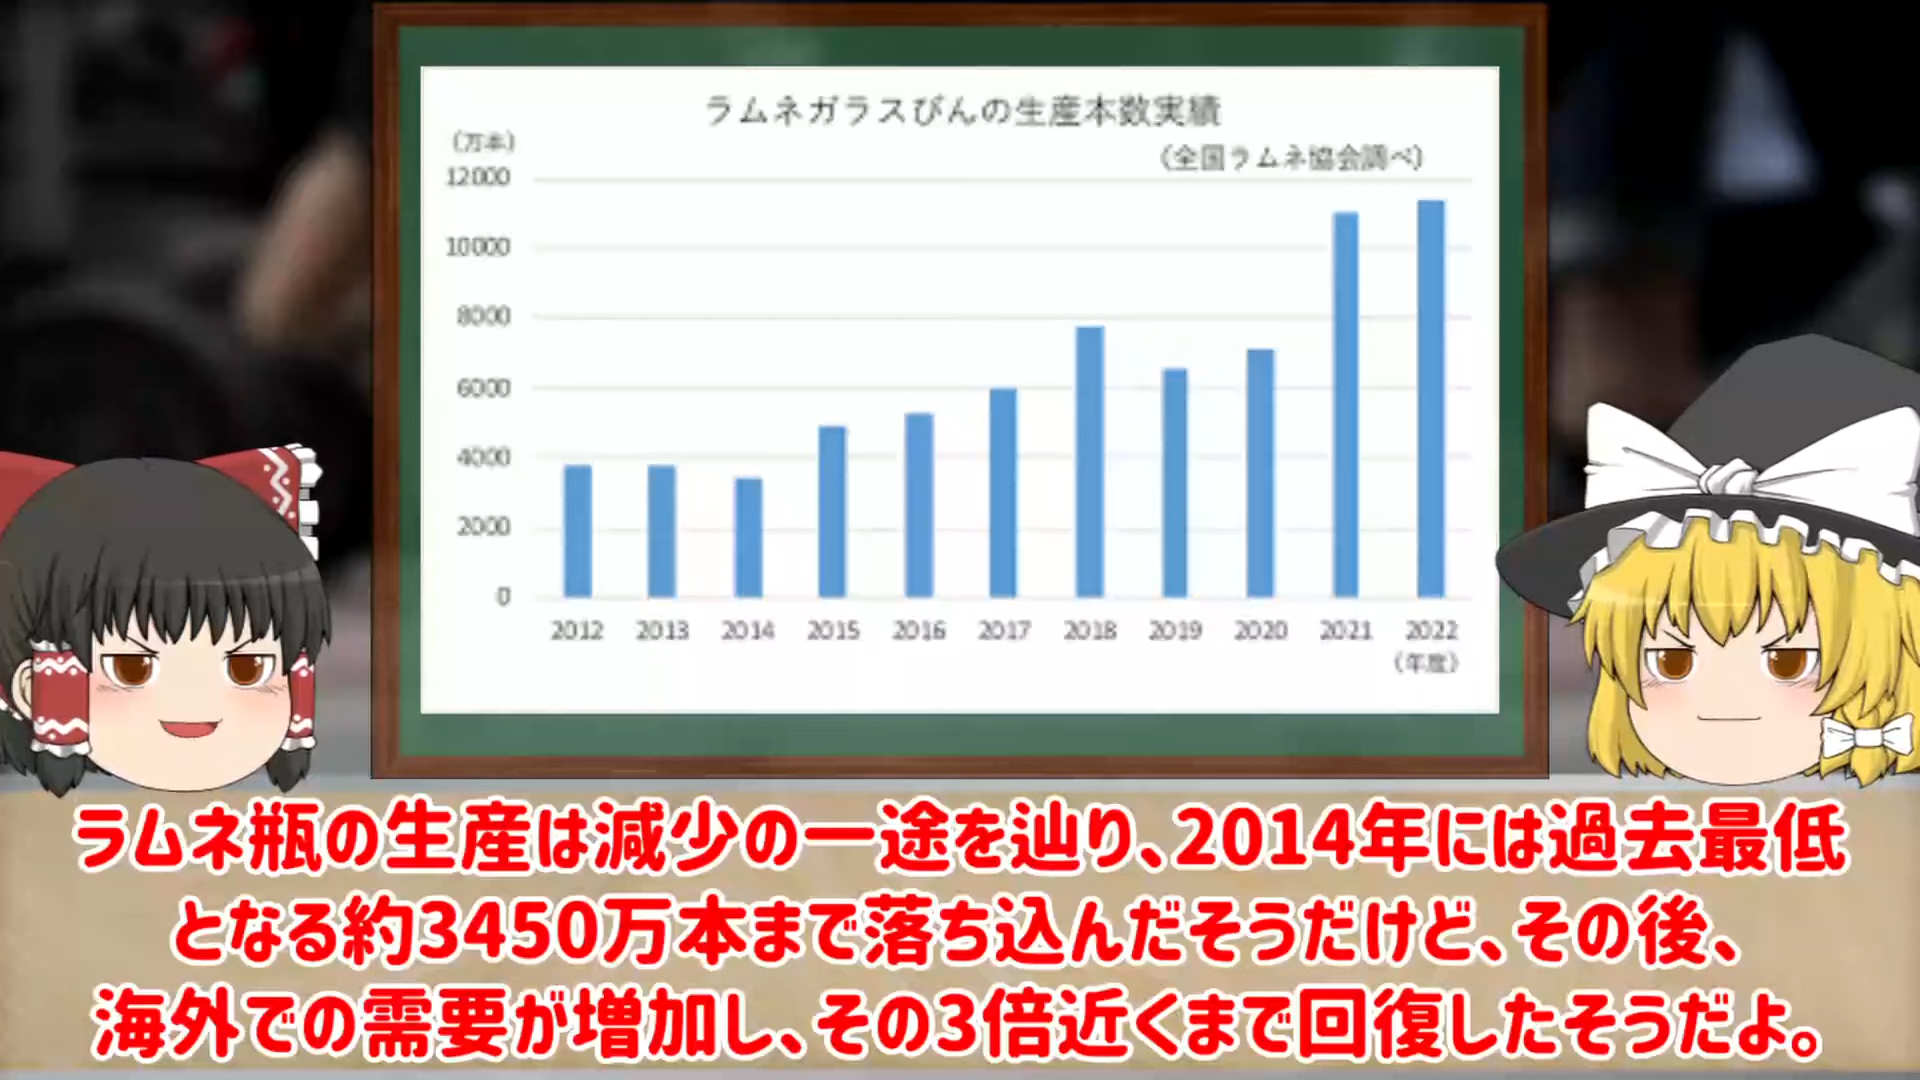 ラムネガラスびんの生産本数実績
(万本)
(全国ラムネ協会調べ)
12000
10000
8000
6000
4000
2000
0
2012 2013 2014 2015 2016 2017 2018 2019 2020 2021 2022
(年度)
ラムネ瓶の生産は減少の一途を辿り、2014年には過去最低
となる約3450万本まで落ち込んだそうだけど、その後、
海外での需要が増加し、その3倍近くまで回復したそうだよ。